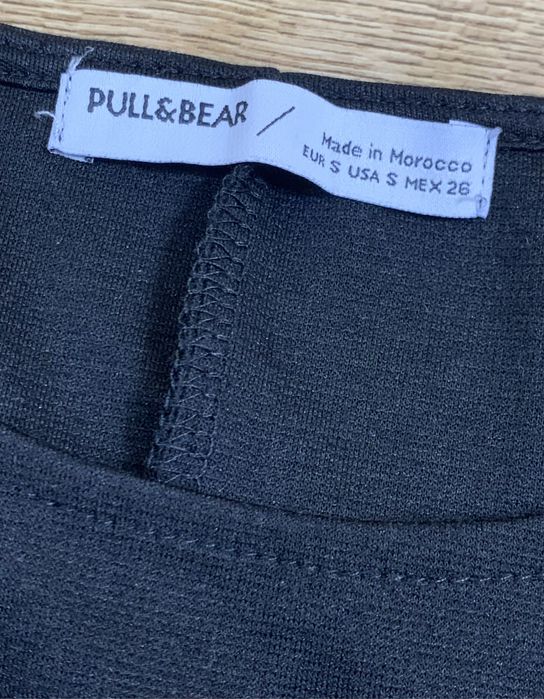 PULL&BEAR /
Made in Morocco
EUR S USA S MEX 26